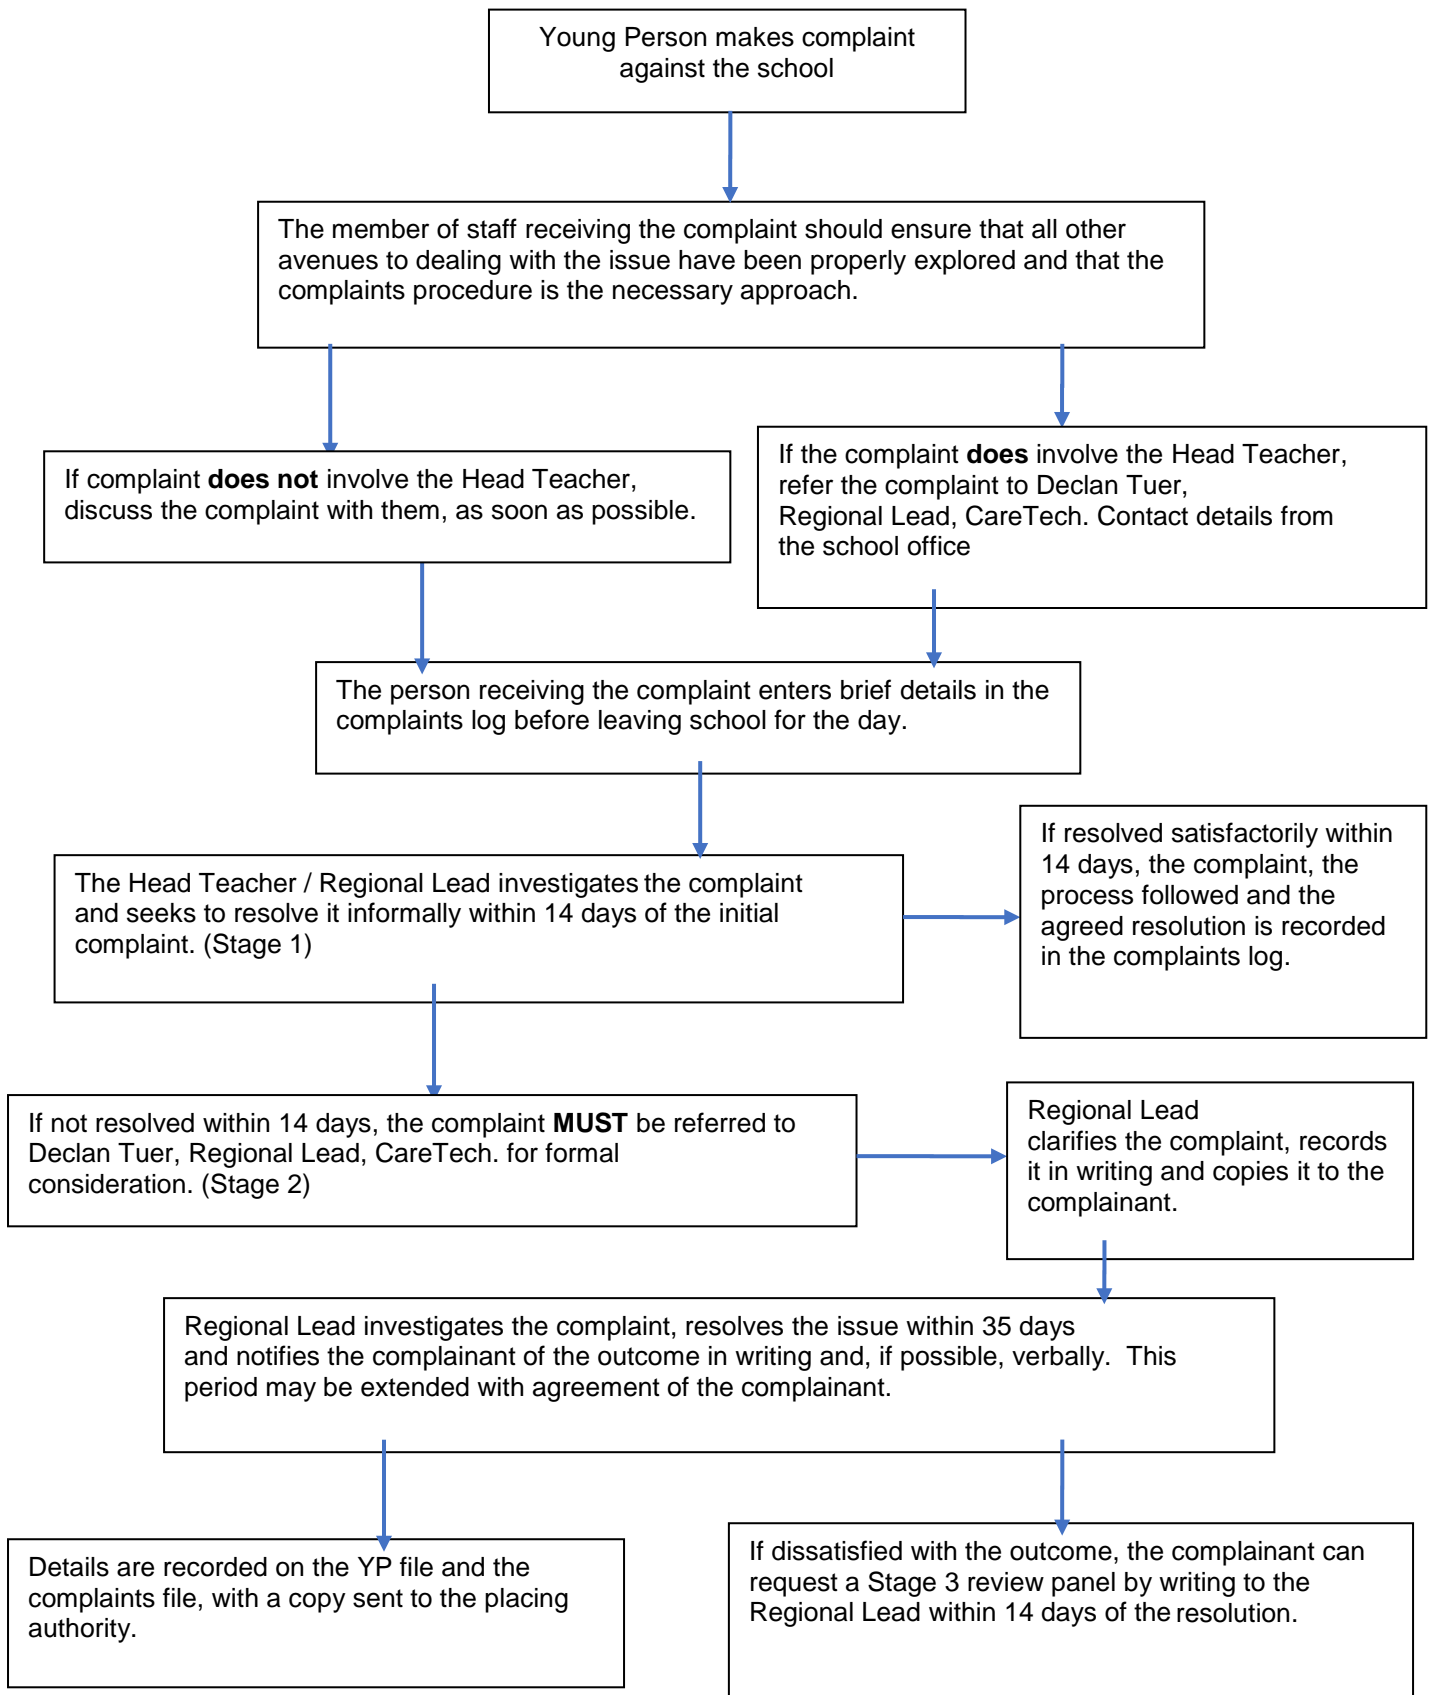 Young Person makes complaint
against the school
The member of staff receiving the complaint should ensure that all other
avenues to dealing with the issue have been properly explored and that the
complaints procedure is the necessary approach.
If complaint does not involve the Head Teacher,
discuss the complaint with them, as soon as possible.
If the complaint does involve the Head Teacher,
refer the complaint to Declan Tuer,
Regional Lead, CareTech. Contact details from
the school office
The person receiving the complaint enters brief details in the
complaints log before leaving school for the day.
The Head Teacher / Regional Lead investigates the complaint
and seeks to resolve it informally within 14 days of the initial
complaint. (Stage 1)
If resolved satisfactorily within
14 days, the complaint, the
process followed and the
agreed resolution is recorded
in the complaints log.
If not resolved within 14 days, the complaint MUST be referred to
Declan Tuer, Regional Lead, CareTech. for formal
consideration. (Stage 2)
Regional Lead
clarifies the complaint, records
it in writing and copies it to the
complainant.
Regional Lead investigates the complaint, resolves the issue within 35 days
and notifies the complainant of the outcome in writing and, if possible, verbally.  This
period may be extended with agreement of the complainant.
Details are recorded on the YP file and the
complaints file, with a copy sent to the placing
authority.
If dissatisfied with the outcome, the complainant can
request a Stage 3 review panel by writing to the
Regional Lead within 14 days of the resolution.